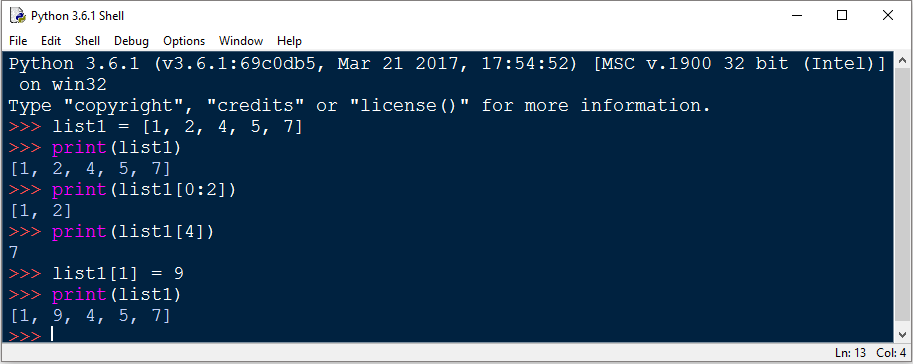 Python 3.6.1 Shell
File Edit Shell Debug Options Window Help
Python 3.6.1 (v3.6.1:69c0db5, Mar 21 2017, 17:54:52) [MSC v.1900 32 bit (Intel)]
 on win32
Type "copyright", "credits" or "license()" for more information.
>>> list1 = [1, 2, 4, 5, 7]
>>> print(list1)
[1, 2, 4, 5, 7]
>>> print(list1[0:2])
[1, 2]
>>> print(list1[4])
7
>>> list1[1] = 9
>>> print(list1)
[1, 9, 4, 5, 7]
>>>
Ln: 13 Col: 4